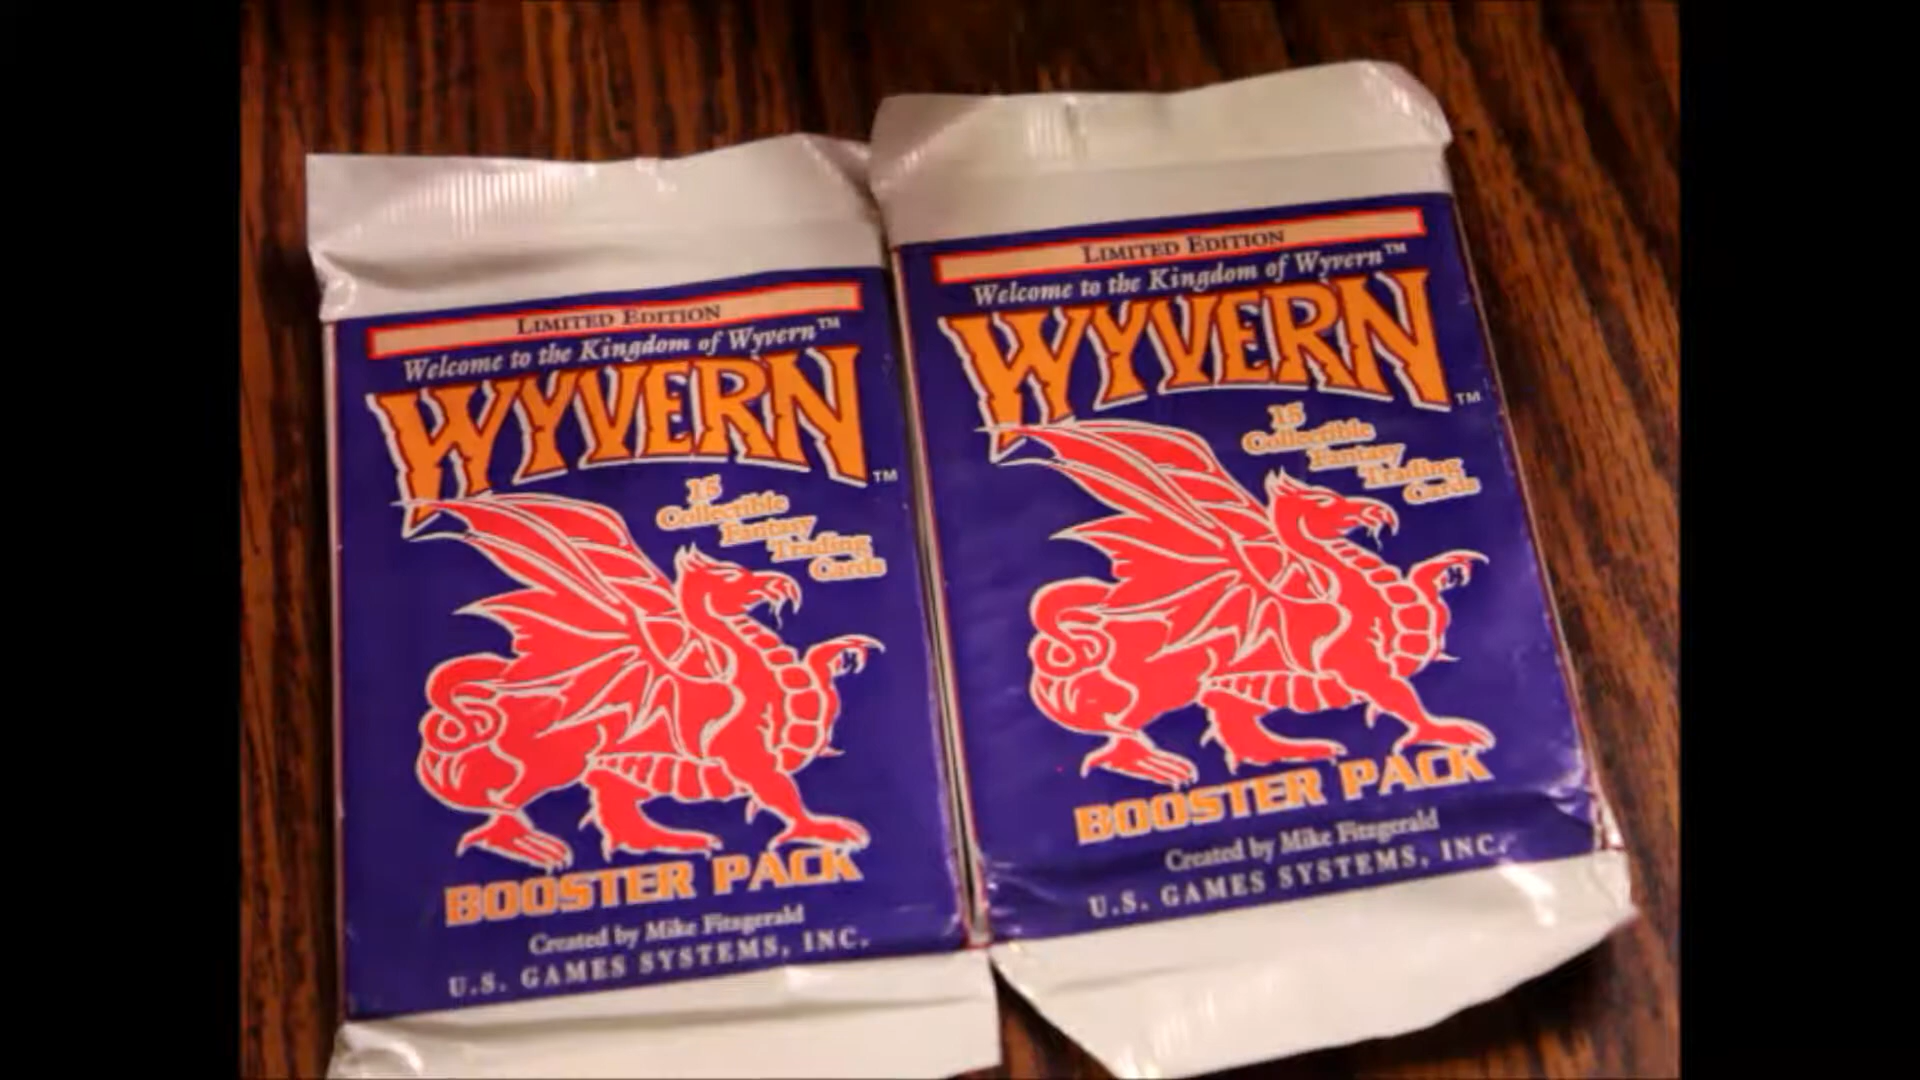 LIMITED EDITION
Welcome to the Kingdom of Wyvern™
WYVERN™
15
Collectible
Fantasy
Trading
Cards
BOOSTER PACK
Created by Mike Fitzgerald
U.S. GAMES SYSTEMS, INC.
LIMITED EDITION
Welcome to the Kingdom of Wyvern™
WYVERN™
15
Collectible
Fantasy
Trading
Cards
BOOSTER PACK
Created by Mike Fitzgerald
U.S. GAMES SYSTEMS, INC.